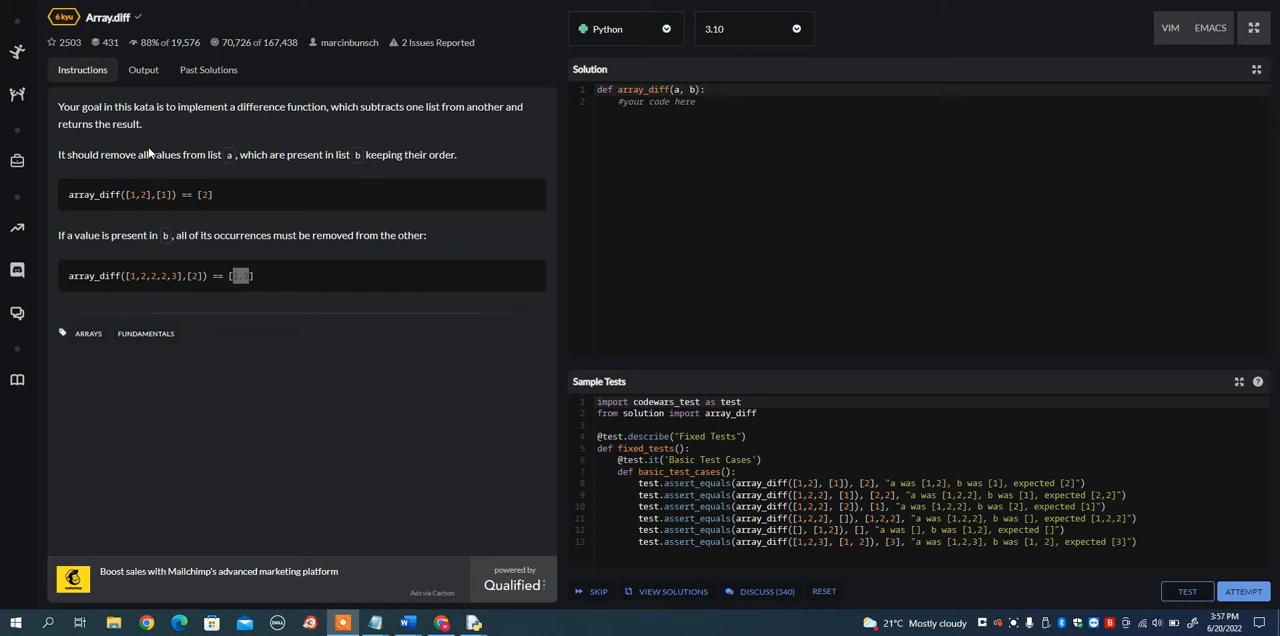 6 kyu Array.diff
2503 431 88% of 19,576 70,726 of 167,438 marcinbunsch 2 Issues Reported
Instructions Output Past Solutions
Your goal in this kata is to implement a difference function, which subtracts one list from another and
returns the result.
It should remove all values from list a, which are present in list b keeping their order.
array_diff([1,2],[1]) == [2]
If a value is present in b, all of its occurrences must be removed from the other:
array_diff([1,2,2,2,3],[2]) == [1,3]
ARRAYS FUNDAMENTALS
Boost sales with Mailchimp's advanced marketing platform
Ads via Carbon
powered by
Qualified
Python 3.10 VIM EMACS
Solution
1 def array_diff(a, b):
2 #your code here
Sample Tests
1 import codewars_test as test
2 from solution import array_diff
3
4 @test.describe("Fixed Tests")
5 def fixed_tests():
6 @test.it('Basic Test Cases')
7 def basic_test_cases():
8 test.assert_equals(array_diff([1,2], [1]), [2], "a was [1,2], b was [1], expected [2]")
9 test.assert_equals(array_diff([1,2,2], [1]), [2,2], "a was [1,2,2], b was [1], expected [2,2]")
10 test.assert_equals(array_diff([1,2,2], [2]), [1], "a was [1,2,2], b was [2], expected [1]")
11 test.assert_equals(array_diff([1,2,2], []), [1,2,2], "a was [1,2,2], b was [], expected [1,2,2]")
12 test.assert_equals(array_diff([], [1,2]), [], "a was [], b was [1,2], expected []")
13 test.assert_equals(array_diff([1,2,3], [1, 2]), [3], "a was [1,2,3], b was [1, 2], expected [3]")
SKIP VIEW SOLUTIONS DISCUSS (340) RESET TEST ATTEMPT
21°C Mostly cloudy
3:57 PM
6/20/2022